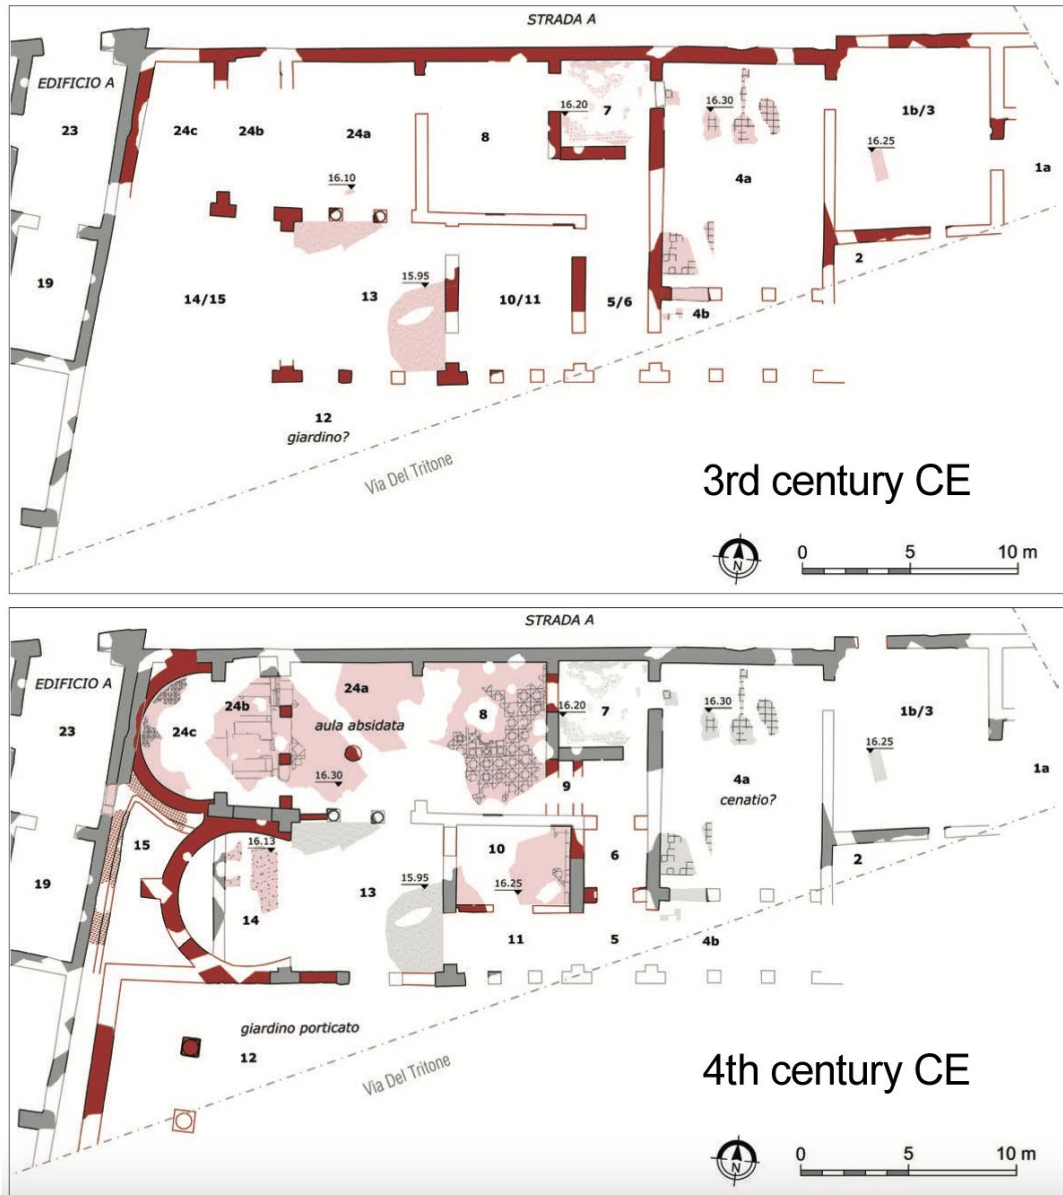 STRADA A
EDIFICIO A
23
24c
24b
24a
8
16.20
7
16.30
4a
1b/3
16.25
1a
16.10
19
14/15
13
15.95
10/11
5/6
4b
2
12
giardino?
Via Del Tritone
3rd century CE
N
0 5 10 m
STRADA A
EDIFICIO A
23
24c
24b
24a
aula absidata
16.30
8
16.20
7
16.30
4a
cenatio?
1b/3
16.25
1a
9
19
15
16.13
14
13
15.95
10
16.25
6
11
5
4b
2
giardino porticato
12
Via Del Tritone
4th century CE
N
0 5 10 m